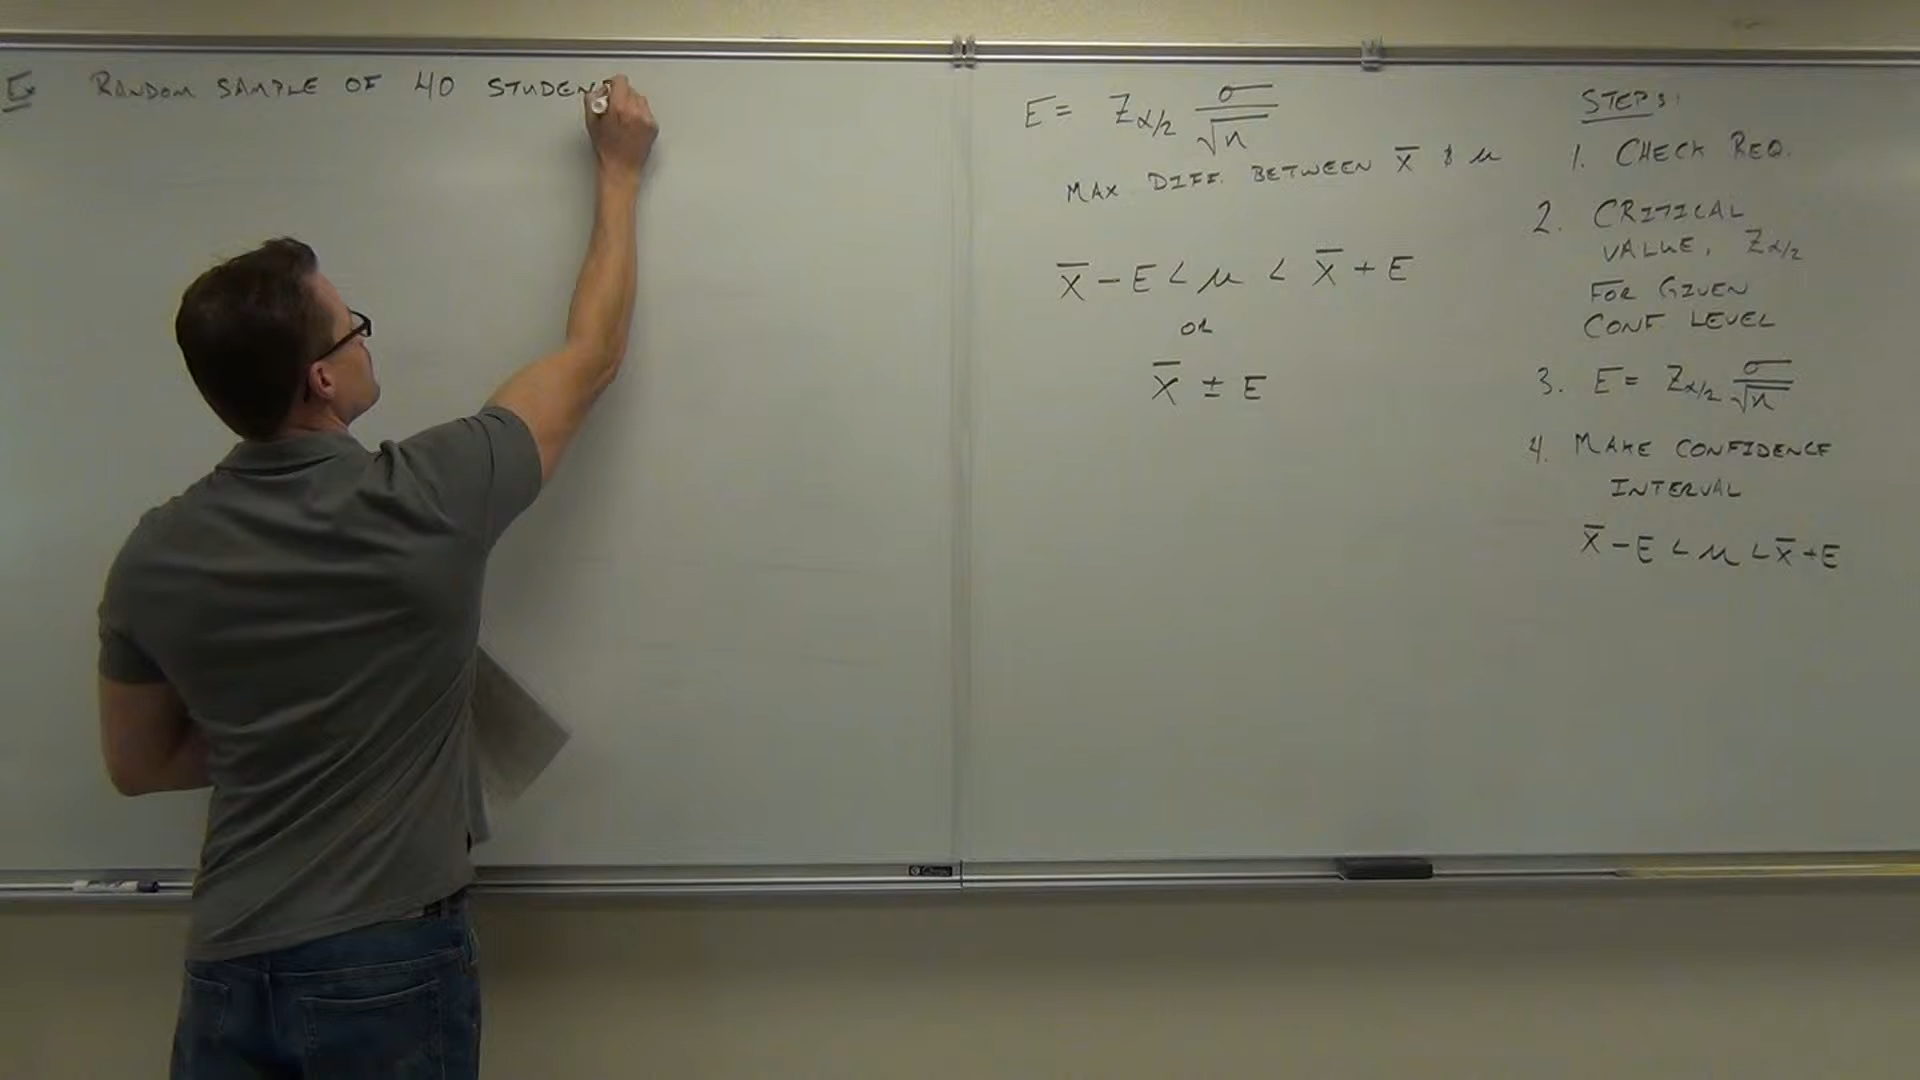 Ex RANDOM SAMPLE OF 40 STUDEN
E = Zα/2 σ/√n
MAX DIFF. BETWEEN x̄ & μ
x̄ - E < μ < x̄ + E
OR
x̄ ± E
STEPS:
1. CHECK REQ.
2. CRITICAL
VALUE, Zα/2
FOR GIVEN
CONF LEVEL
3. E = Zα/2 σ/√n
4. MAKE CONFIDENCE
INTERVAL
x̄ - E < μ < x̄ + E